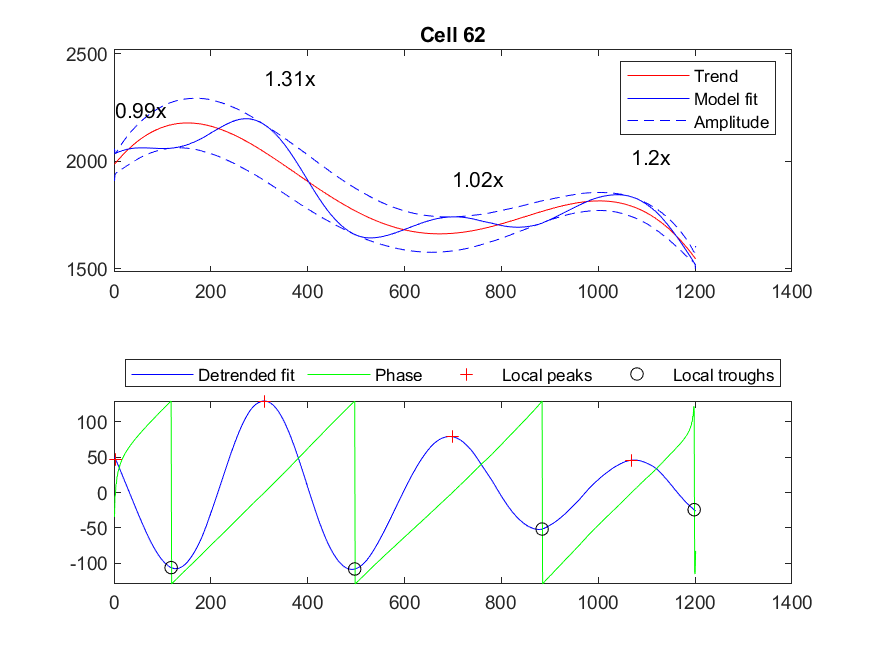 Cell 62
2500
2000
1500
0.99x
1.31x
1.02x
1.2x
Trend
Model fit
Amplitude
0 200 400 600 800 1000 1200 1400
Detrended fit Phase Local peaks Local troughs
100
50
0
-50
-100
0 200 400 600 800 1000 1200 1400